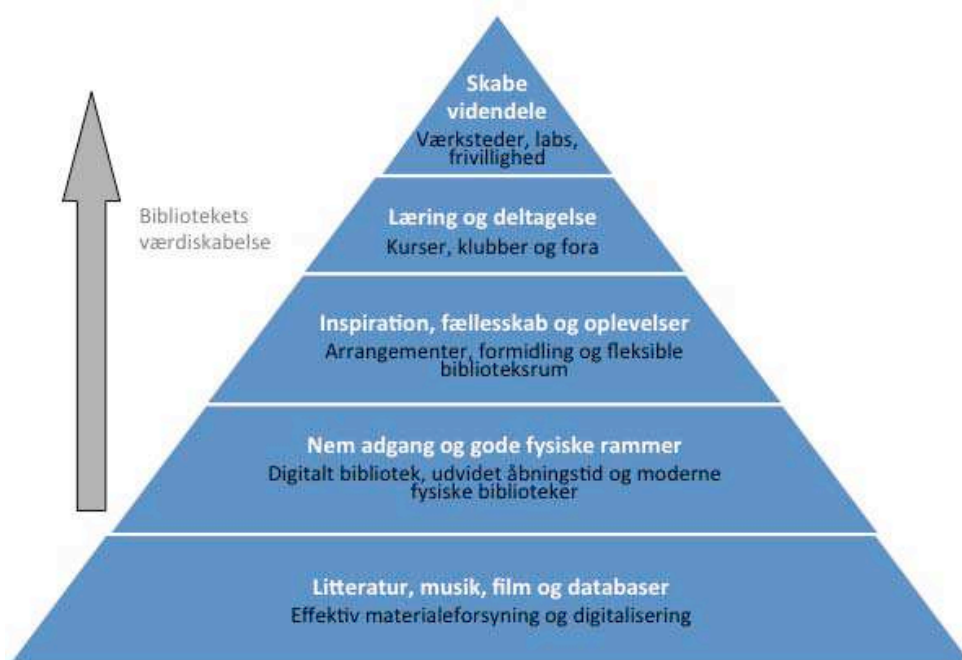 Skabe
videndele
Værksteder, labs,
frivillighed
Bibliotekets
værdiskabelse
Læring og deltagelse
Kurser, klubber og fora
Inspiration, fællesskab og oplevelser
Arrangementer, formidling og fleksible
biblioteksrum
Nem adgang og gode fysiske rammer
Digitalt bibliotek, udvidet åbningstid og moderne
fysiske biblioteker
Litteratur, musik, film og databaser
Effektiv materialeforsyning og digitalisering